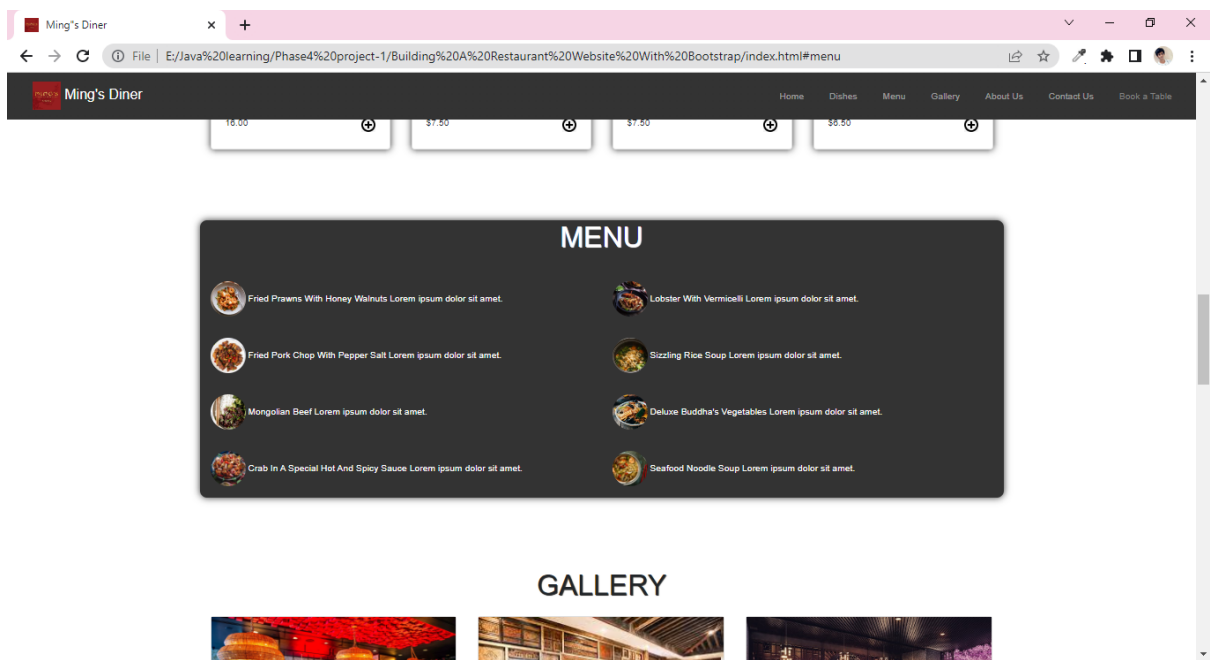 Ming"s Diner
File E:/Java%20learning/Phase4%20project-1/Building%20A%20Restaurant%20Website%20With%20Bootstrap/index.html#menu
Ming's Diner Home Dishes Menu Gallery About Us Contact Us Book a Table
16.00 $7.50 $7.50 $6.50
MENU
Fried Prawns With Honey Walnuts Lorem ipsum dolor sit amet. Lobster With Vermicelli Lorem ipsum dolor sit amet.
Fried Pork Chop With Pepper Salt Lorem ipsum dolor sit amet. Sizzling Rice Soup Lorem ipsum dolor sit amet.
Mongolian Beef Lorem ipsum dolor sit amet. Deluxe Buddha's Vegetables Lorem ipsum dolor sit amet.
Crab In A Special Hot And Spicy Sauce Lorem ipsum dolor sit amet. Seafood Noodle Soup Lorem ipsum dolor sit amet.
GALLERY